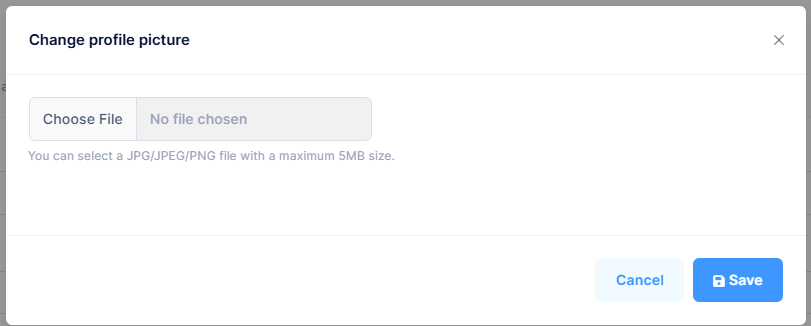 Change profile picture
Choose File No file chosen
You can select a JPG/JPEG/PNG file with a maximum 5MB size.
Cancel Save